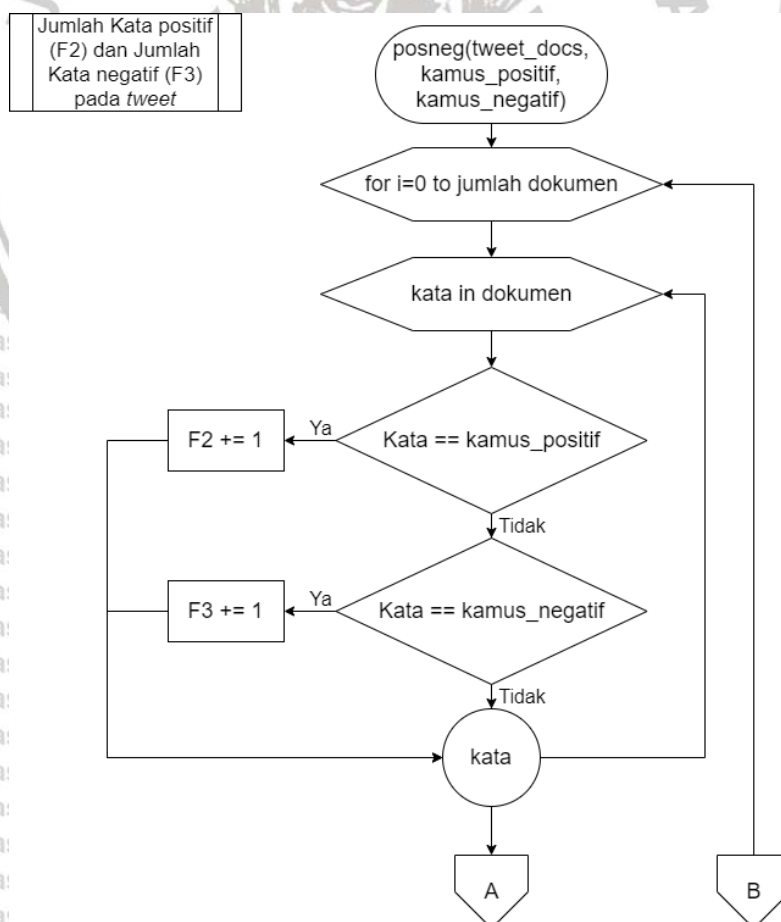 Jumlah Kata positif
(F2) dan Jumlah
Kata negatif (F3)
pada tweet
posneg(tweet_docs,
kamus_positif,
kamus_negatif)
for i=0 to jumlah dokumen
kata in dokumen
Kata == kamus_positif
Ya
F2 += 1
Tidak
Kata == kamus_negatif
Ya
F3 += 1
Tidak
kata
A
B